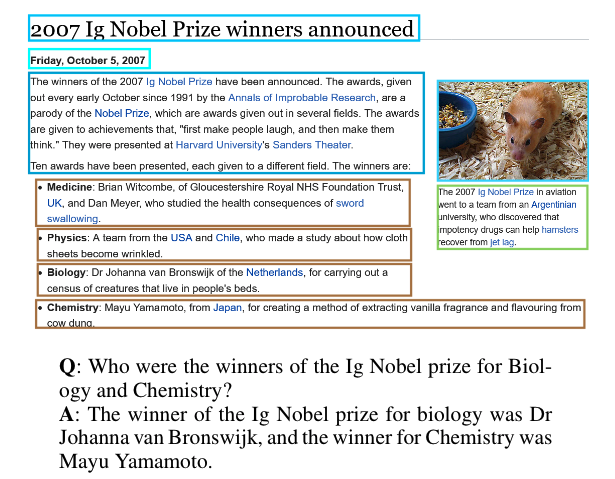 2007 Ig Nobel Prize winners announced
Friday, October 5, 2007
The winners of the 2007 Ig Nobel Prize have been announced. The awards, given
out every early October since 1991 by the Annals of Improbable Research, are a
parody of the Nobel Prize, which are awards given out in several fields. The awards
are given to achievements that, "first make people laugh, and then make them
think." They were presented at Harvard University's Sanders Theater.
Ten awards have been presented, each given to a different field. The winners are:
• Medicine: Brian Witcombe, of Gloucestershire Royal NHS Foundation Trust,
UK, and Dan Meyer, who studied the health consequences of sword
swallowing.
• Physics: A team from the USA and Chile, who made a study about how cloth
sheets become wrinkled.
• Biology: Dr Johanna van Bronswijk of the Netherlands, for carrying out a
census of creatures that live in people's beds.
• Chemistry: Mayu Yamamoto, from Japan, for creating a method of extracting vanilla fragrance and flavouring from
cow dung.
The 2007 Ig Nobel Prize in aviation
went to a team from an Argentinian
university, who discovered that
impotency drugs can help hamsters
recover from jet lag.
Q: Who were the winners of the Ig Nobel prize for Biol-
ogy and Chemistry?
A: The winner of the Ig Nobel prize for biology was Dr
Johanna van Bronswijk, and the winner for Chemistry was
Mayu Yamamoto.